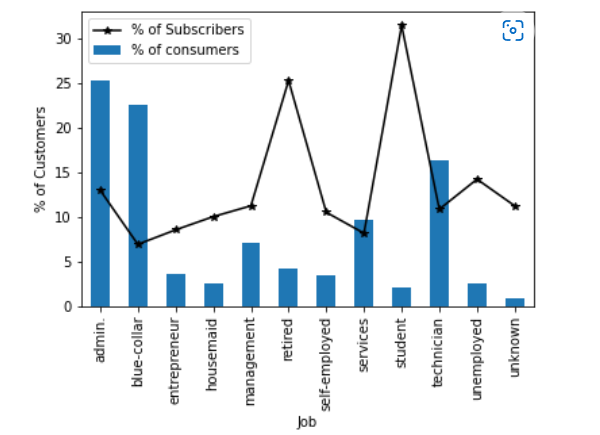 % of Subscribers
% of consumers
% of Customers
30
25
20
15
10
5
0
admin.
blue-collar
entrepreneur
housemaid
management
retired
self-employed
services
student
technician
unemployed
unknown
Job